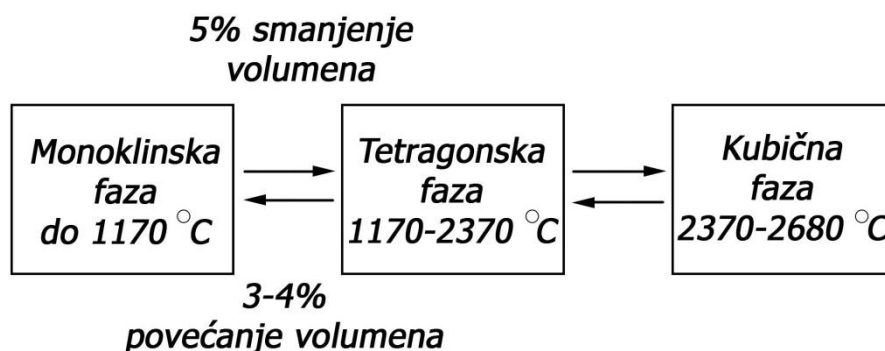 5% smanjenje
volumena
Monoklinska
faza
do 1170 °C
Tetragonska
faza
1170-2370 °C
Kubična
faza
2370-2680 °C
3-4%
povećanje volumena